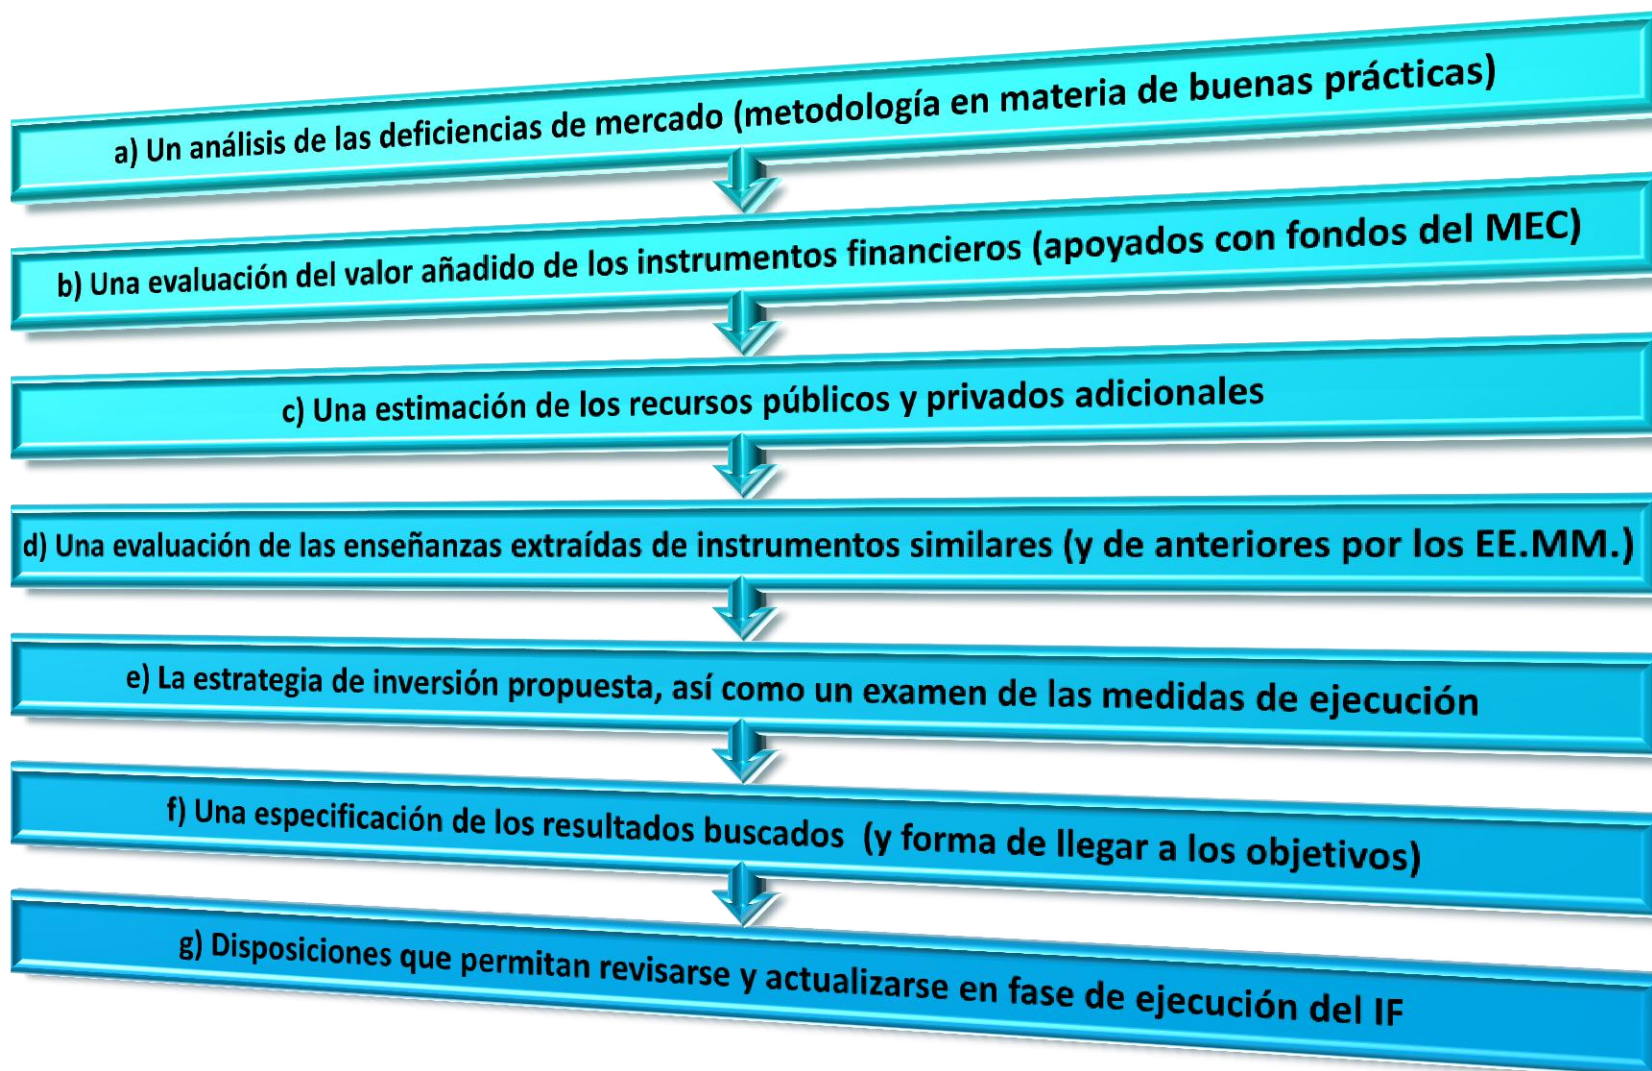 a) Un análisis de las deficiencias de mercado (metodología en materia de buenas prácticas)
b) Una evaluación del valor añadido de los instrumentos financieros (apoyados con fondos del MEC)
c) Una estimación de los recursos públicos y privados adicionales
d) Una evaluación de las enseñanzas extraídas de instrumentos similares (y de anteriores por los EE.MM.)
e) La estrategia de inversión propuesta, así como un examen de las medidas de ejecución
f) Una especificación de los resultados buscados (y forma de llegar a los objetivos)
g) Disposiciones que permitan revisarse y actualizarse en fase de ejecución del IF